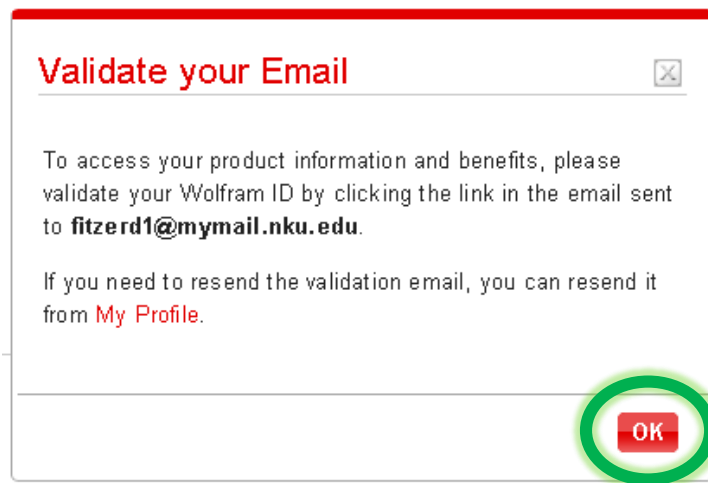 Validate your Email
To access your product information and benefits, please
validate your Wolfram ID by clicking the link in the email sent
to fitzerd1@mymail.nku.edu.
If you need to resend the validation email, you can resend it
from My Profile.
OK